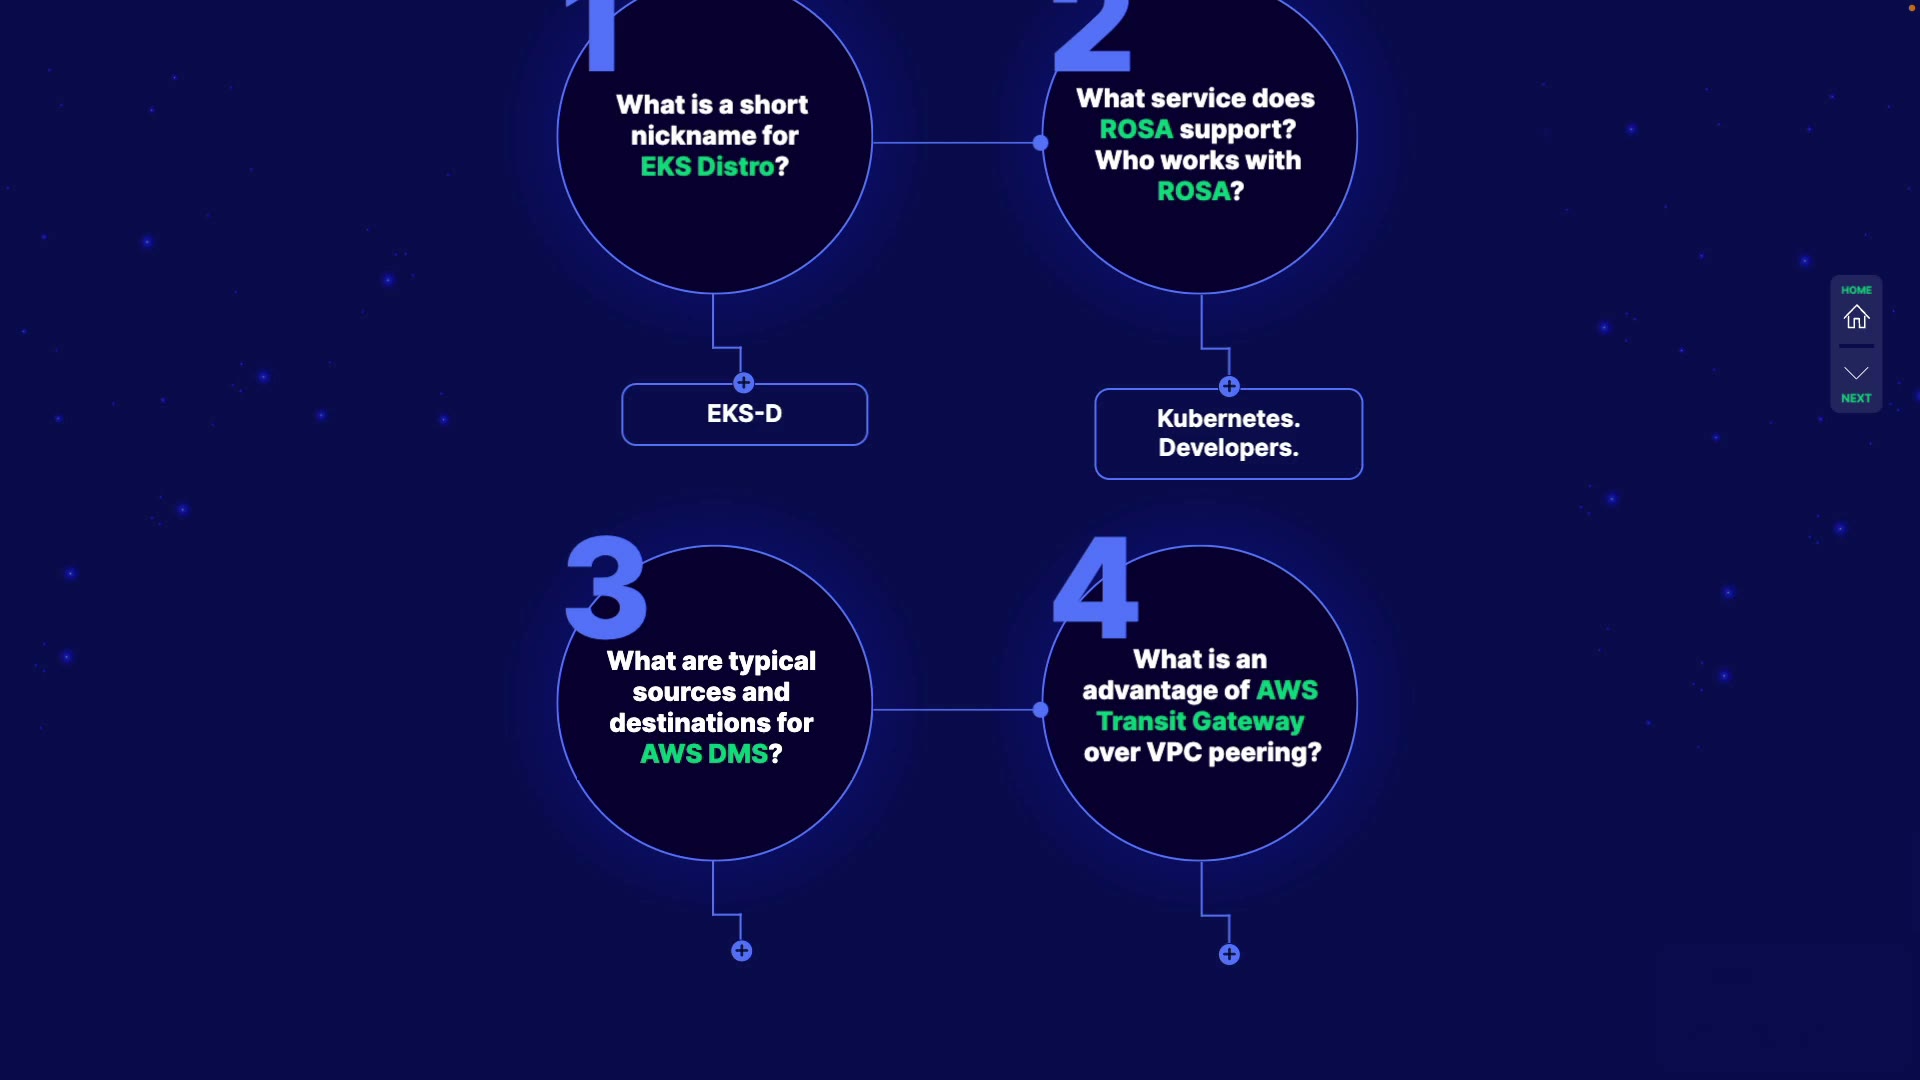 1
What is a short
nickname for
EKS Distro?
EKS-D
2
What service does
ROSA support?
Who works with
ROSA?
Kubernetes.
Developers.
3
What are typical
sources and
destinations for
AWS DMS?
4
What is an
advantage of AWS
Transit Gateway
over VPC peering?
HOME
NEXT